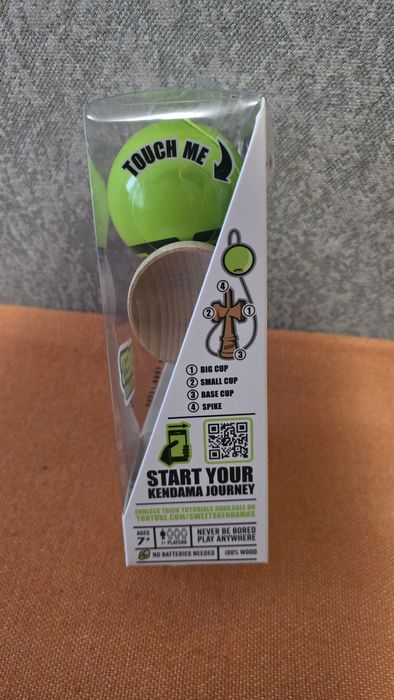 TOUCH ME
4
2
1
3
1 BIG CUP
2 SMALL CUP
3 BASE CUP
4 SPIKE
START YOUR
KENDAMA JOURNEY
ENDLESS TRICK TUTORIALS AVAILABLE ON
YOUTUBE.COM/SWEETSKENDAMAS
AGES
7+
1+ PLAYERS
NEVER BE BORED
PLAY ANYWHERE
NO BATTERIES NEEDED
100% WOOD